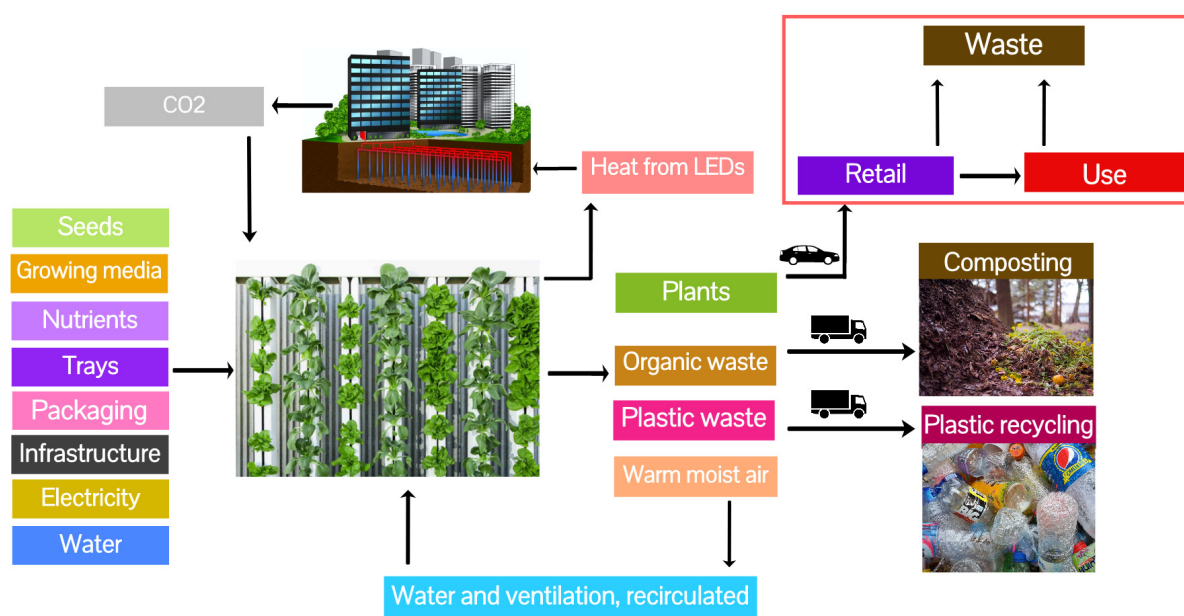 Waste
CO2
Heat from LEDs
Retail
Use
Seeds
Growing media
Nutrients
Trays
Packaging
Infrastructure
Electricity
Water
Plants
Organic waste
Plastic waste
Warm moist air
Composting
Plastic recycling
Water and ventilation, recirculated